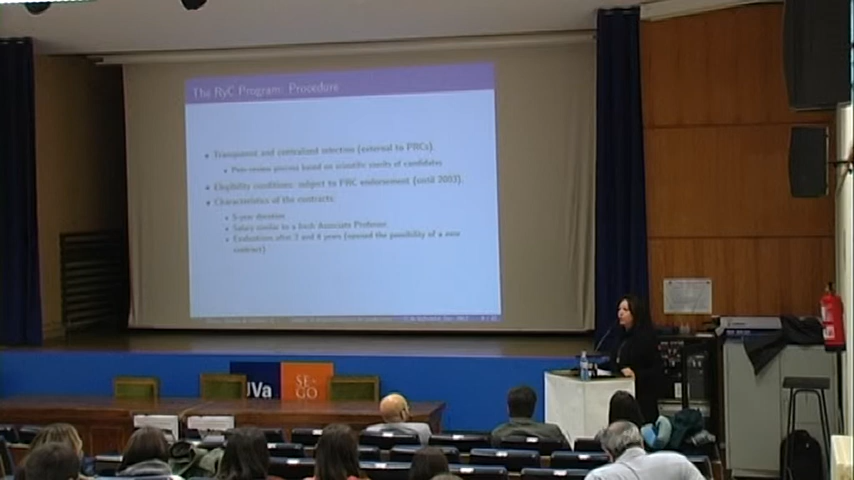 The RyC Program: Procedure
Transparent and centralized selection (external to PRCs).
Peer-review process based on scientific merits of candidates
Eligibility conditions: subject to PRC endorsement (until 2003).
Characteristics of the contracts:
5-year duration
Salary similar to a fresh Associate Professor
Evaluations after 2 and 4 years (opened the possibility of a new
contract)
UVa
SE-
GO